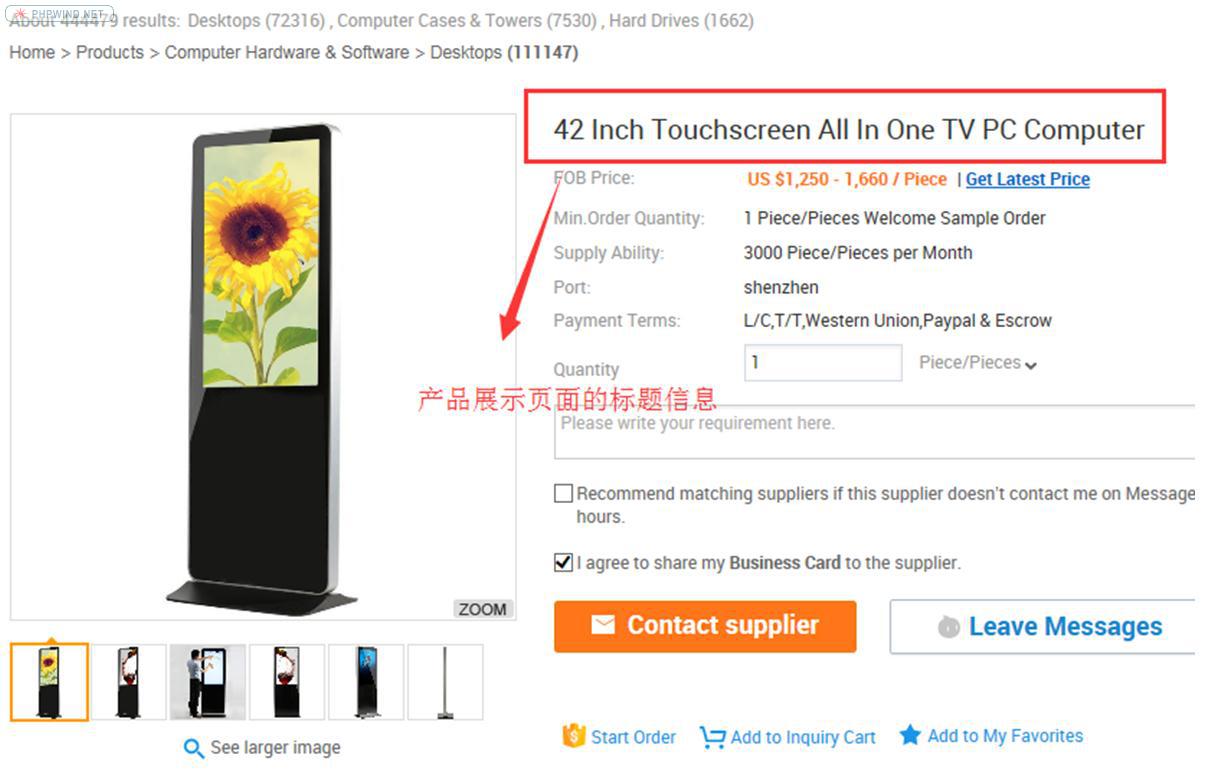 PHPWIND.NET
About 444479 results: Desktops (72316) , Computer Cases & Towers (7530) , Hard Drives (1662)
Home > Products > Computer Hardware & Software > Desktops (111147)
42 Inch Touchscreen All In One TV PC Computer
FOB Price: US $1,250 - 1,660 / Piece | Get Latest Price
Min.Order Quantity: 1 Piece/Pieces Welcome Sample Order
Supply Ability: 3000 Piece/Pieces per Month
Port: shenzhen
Payment Terms: L/C,T/T,Western Union,Paypal & Escrow
Quantity 1 Piece/Pieces
产品展示页面的标题信息
Please write your requirement here.
Recommend matching suppliers if this supplier doesn't contact me on Message
hours.
I agree to share my Business Card to the supplier.
ZOOM
Contact supplier Leave Messages
See larger image
Start Order Add to Inquiry Cart Add to My Favorites